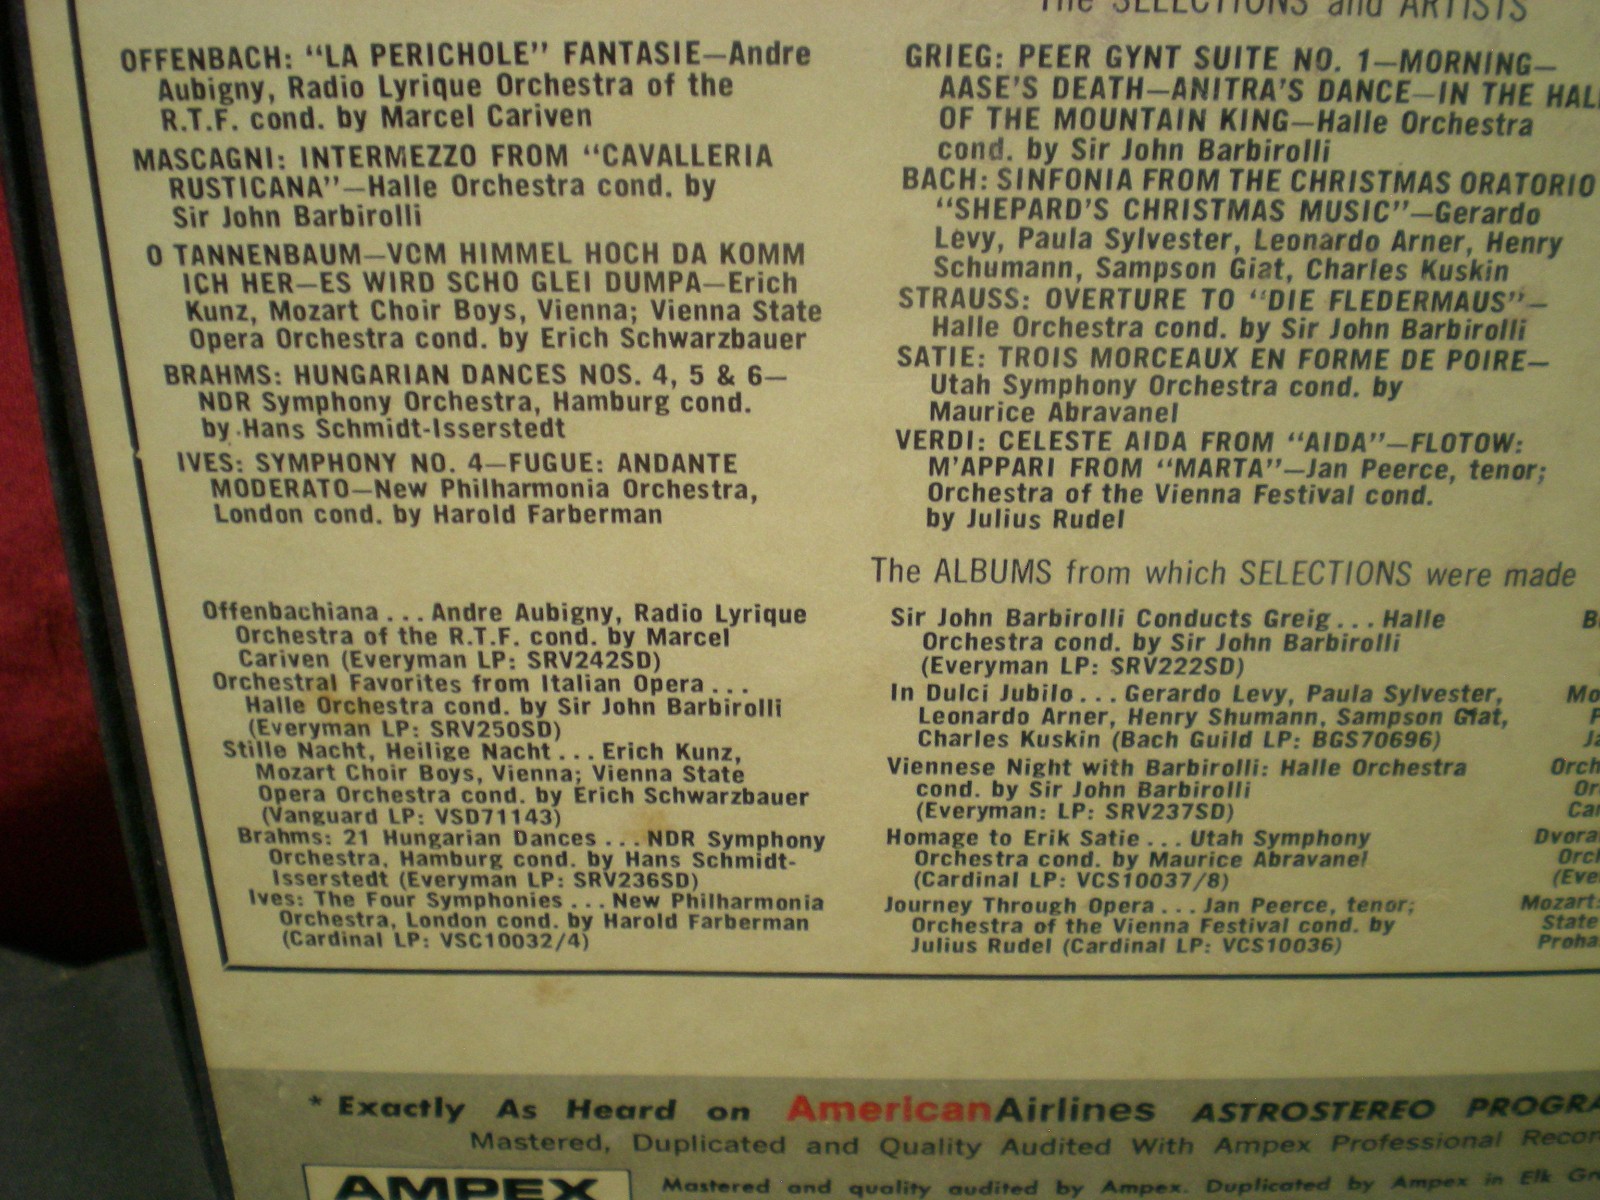 The SELECTIONS and ARTISTS
OFFENBACH: "LA PERICHOLE" FANTASIE—Andre
Aubigny, Radio Lyrique Orchestra of the
R.T.F. cond. by Marcel Cariven
MASCAGNI: INTERMEZZO FROM "CAVALLERIA
RUSTICANA"—Halle Orchestra cond. by
Sir John Barbirolli
O TANNENBAUM—VCM HIMMEL HOCH DA KOMM
ICH HER—ES WIRD SCHO GLEI DUMPA—Erich
Kunz, Mozart Choir Boys, Vienna; Vienna State
Opera Orchestra cond. by Erich Schwarzbauer
BRAHMS: HUNGARIAN DANCES NOS. 4, 5 & 6—
NDR Symphony Orchestra, Hamburg cond.
by Hans Schmidt-Isserstedt
IVES: SYMPHONY NO. 4—FUGUE: ANDANTE
MODERATO—New Philharmonia Orchestra,
London cond. by Harold Farberman
GRIEG: PEER GYNT SUITE NO. 1—MORNING—
AASE'S DEATH—ANITRA'S DANCE—IN THE HAL
OF THE MOUNTAIN KING—Halle Orchestra
cond. by Sir John Barbirolli
BACH: SINFONIA FROM THE CHRISTMAS ORATORIO
"SHEPARD'S CHRISTMAS MUSIC"—Gerardo
Levy, Paula Sylvester, Leonardo Arner, Henry
Schumann, Sampson Giat, Charles Kuskin
STRAUSS: OVERTURE TO "DIE FLEDERMAUS"—
Halle Orchestra cond. by Sir John Barbirolli
SATIE: TROIS MORCEAUX EN FORME DE POIRE—
Utah Symphony Orchestra cond. by
Maurice Abravanel
VERDI: CELESTE AIDA FROM "AIDA"—FLOTOW:
M'APPARI FROM "MARTA"—Jan Peerce, tenor;
Orchestra of the Vienna Festival cond.
by Julius Rudel
The ALBUMS from which SELECTIONS were made
Offenbachiana . . . Andre Aubigny, Radio Lyrique
Orchestra of the R.T.F. cond. by Marcel
Cariven (Everyman LP: SRV242SD)
Orchestral Favorites from Italian Opera . . .
Halle Orchestra cond. by Sir John Barbirolli
(Everyman LP: SRV250SD)
Stille Nacht, Heilige Nacht . . . Erich Kunz,
Mozart Choir Boys, Vienna; Vienna State
Opera Orchestra cond. by Erich Schwarzbauer
(Vanguard LP: VSD71143)
Brahms: 21 Hungarian Dances . . . NDR Symphony
Orchestra, Hamburg cond. by Hans Schmidt-
Isserstedt (Everyman LP: SRV236SD)
Ives: The Four Symphonies . . . New Philharmonia
Orchestra, London cond. by Harold Farberman
(Cardinal LP: VSC10032/4)
Sir John Barbirolli Conducts Greig . . . Halle
Orchestra cond. by Sir John Barbirolli
(Everyman LP: SRV222SD)
In Dulci Jubilo . . . Gerardo Levy, Paula Sylvester,
Leonardo Arner, Henry Shumann, Sampson Giat,
Charles Kuskin (Bach Guild LP: BGS70696)
Viennese Night with Barbirolli: Halle Orchestra
cond. by Sir John Barbirolli
(Everyman: LP: SRV237SD)
Homage to Erik Satie . . . Utah Symphony
Orchestra cond. by Maurice Abravanel
(Cardinal LP: VCS10037/8)
Journey Through Opera . . . Jan Peerce, tenor;
Orchestra of the Vienna Festival cond. by
Julius Rudel (Cardinal LP: VCS10036)
Mo
Orch
Or
Ca
Dvora
Orch
(Eve
Mozart:
State
Proha
* Exactly As Heard on AmericanAirlines ASTROSTEREO PROGRA
Mastered, Duplicated and Quality Audited With Ampex Professional Recor
AMPEX
Mastered and quality audited by Ampex. Duplicated by Ampex in Elk Gr